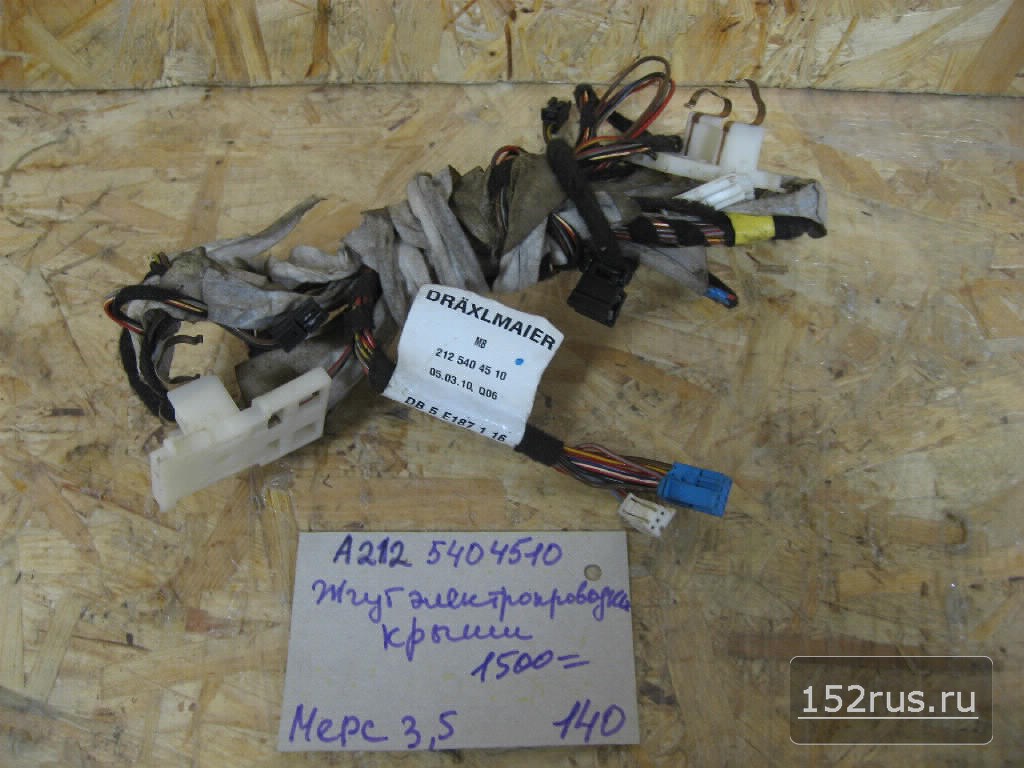 DRÄXLMAIER
MB
212 540 45 10
05.03.10, Q06
DB 5 E187 1 16
A212 5404510
Жгут электропроводки
крыши
1500=
Мерс 3,5 140
152rus.ru